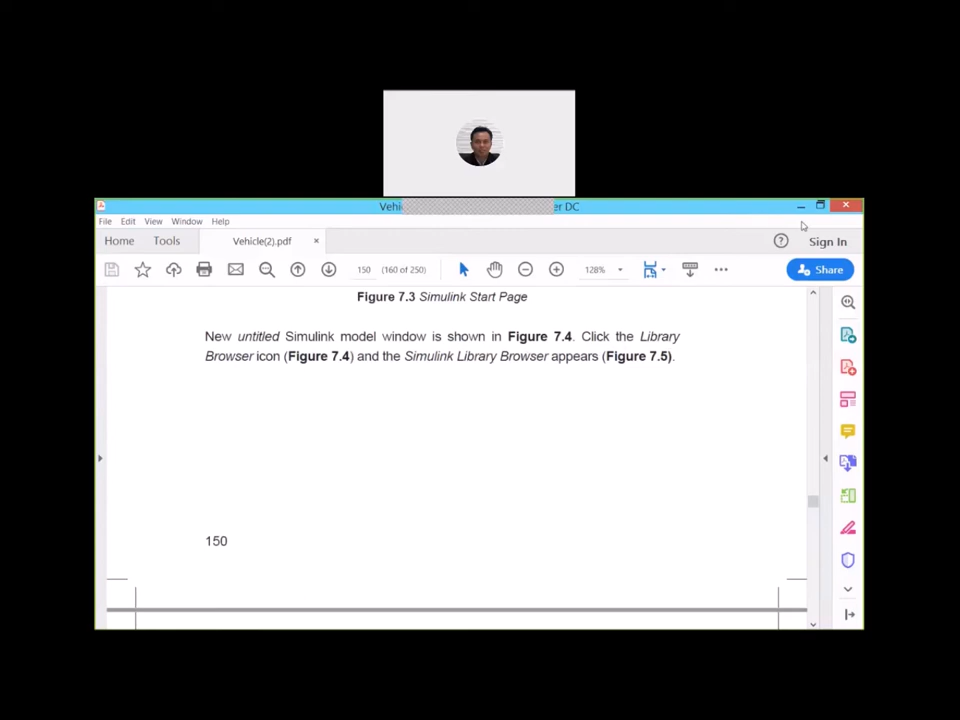 Vehi er DC
File Edit View Window Help
Home Tools Vehicle(2).pdf × ? Sign In
150 (160 of 250) 128% Share
Figure 7.3 Simulink Start Page
New untitled Simulink model window is shown in Figure 7.4. Click the Library
Browser icon (Figure 7.4) and the Simulink Library Browser appears (Figure 7.5).
150